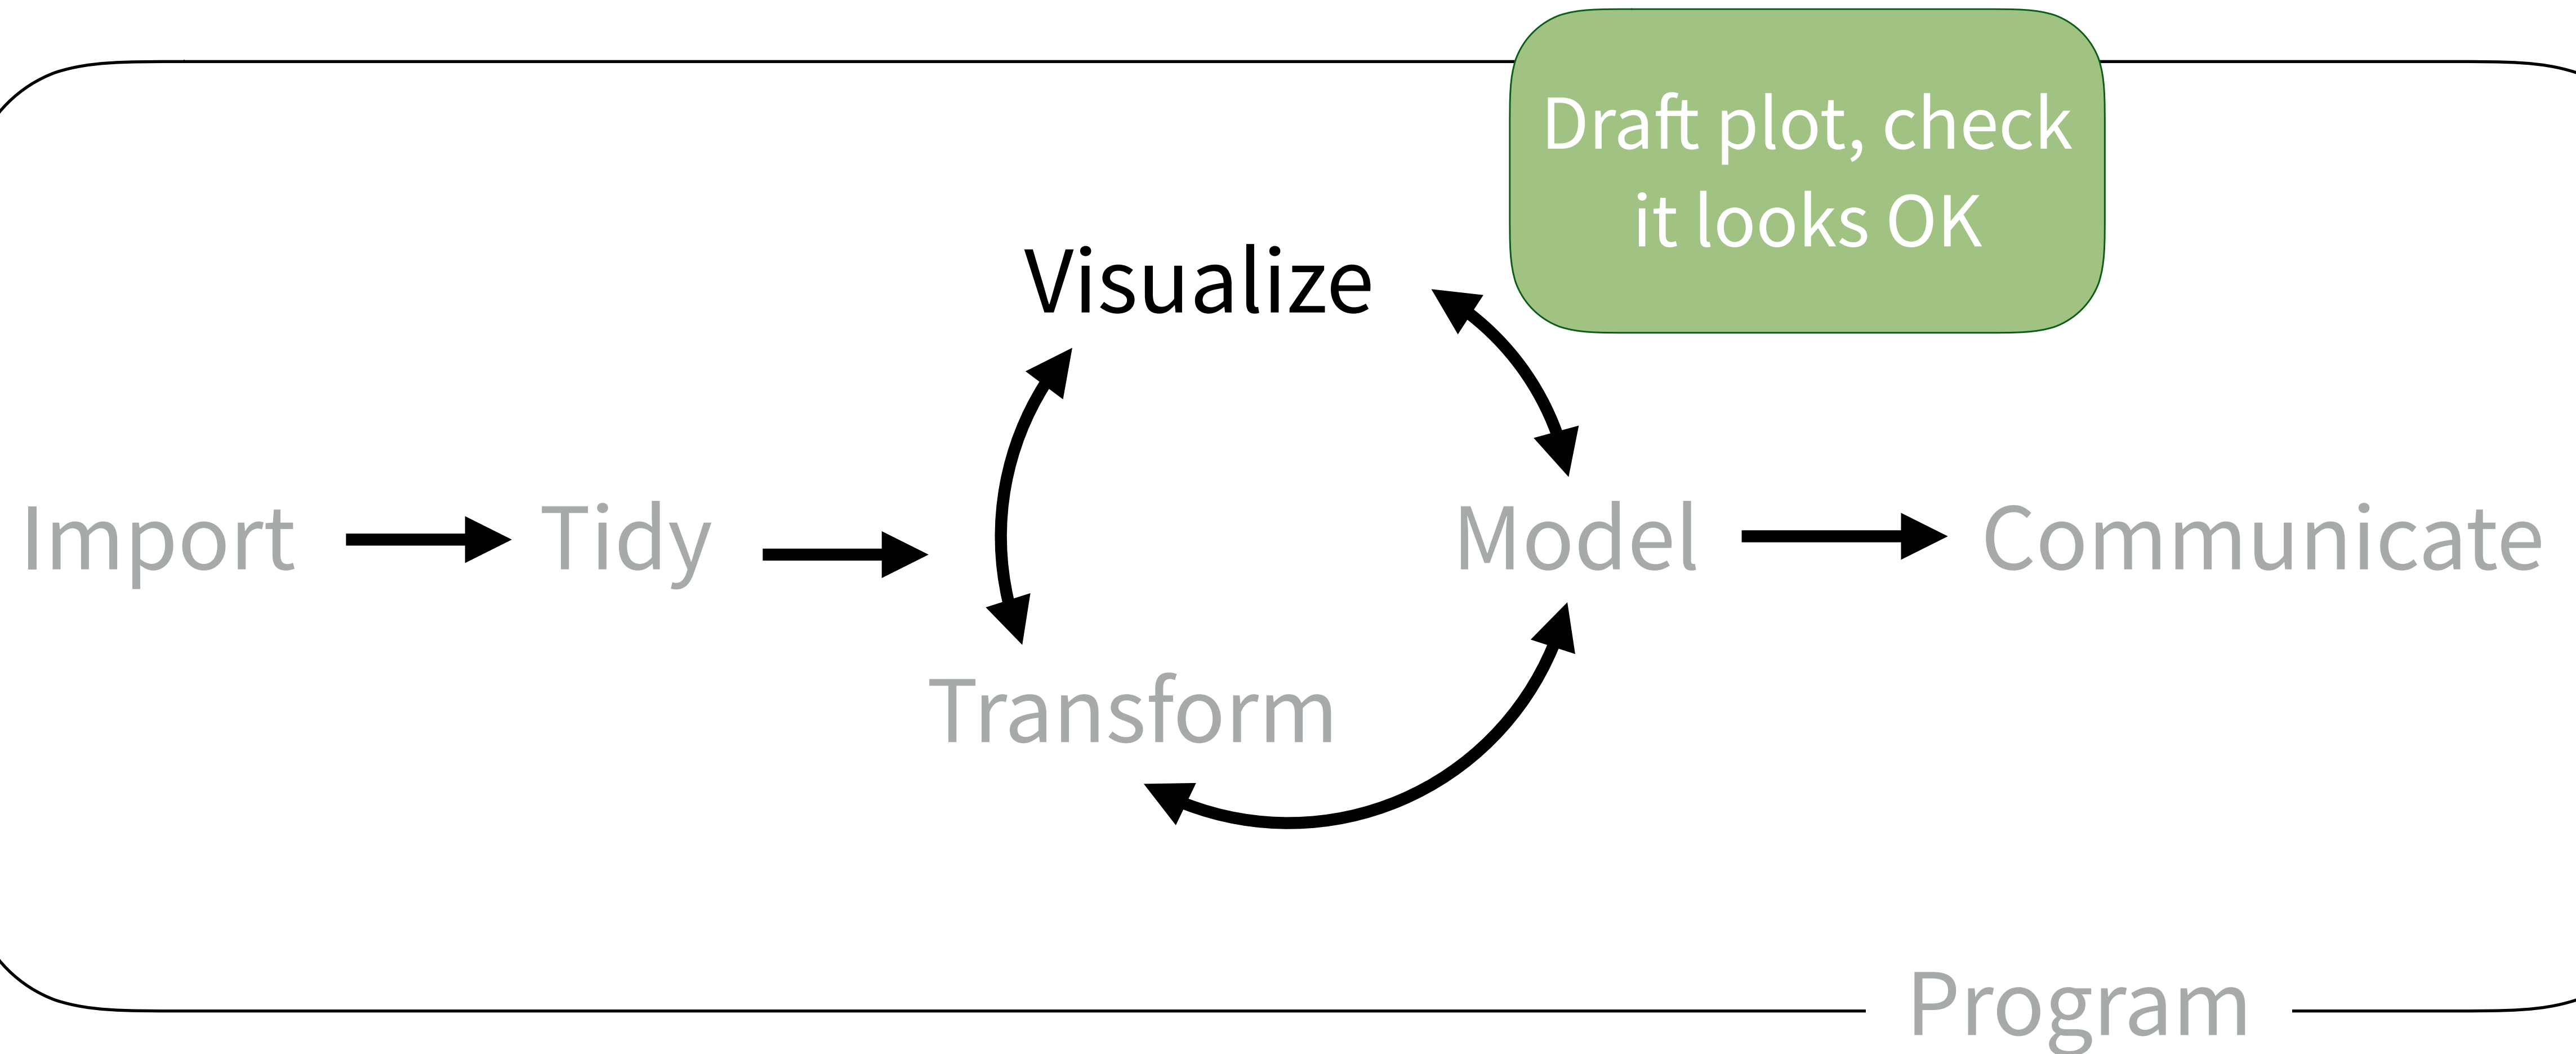 Draft plot, check
it looks OK
Visualize
Import
Tidy
Model
Communicate
Transform
Program